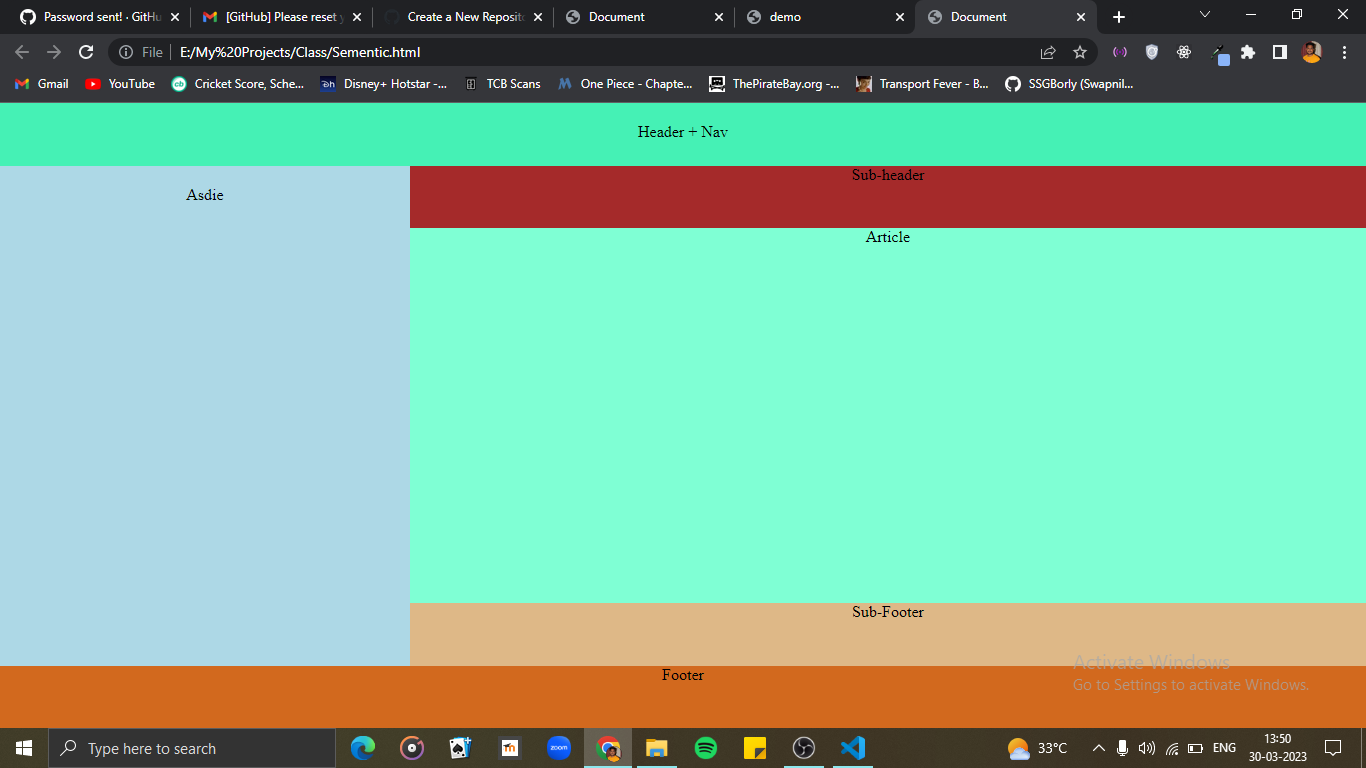 Password sent! · GitHu
[GitHub] Please reset y
Create a New Reposito
Document
demo
Document
File
E:/My%20Projects/Class/Sementic.html
Gmail
YouTube
Cricket Score, Sche...
Disney+ Hotstar -...
TCB Scans
One Piece - Chapte...
ThePirateBay.org -...
Transport Fever - B...
SSGBorly (Swapnil...
Header + Nav
Asdie
Sub-header
Article
Sub-Footer
Footer
Activate Windows
Go to Settings to activate Windows.
Type here to search
zoom
33°C
ENG
13:50
30-03-2023